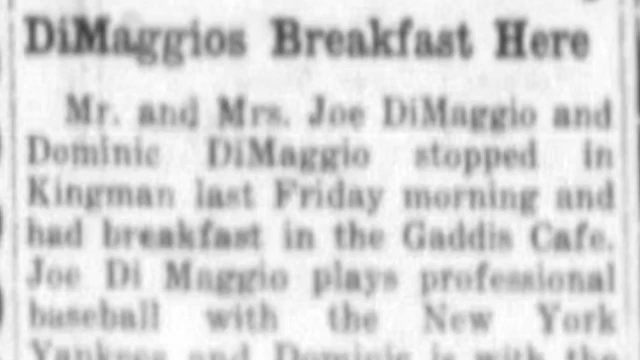 DiMaggios Breakfast Here
Mr. and Mrs. Joe DiMaggio and
Dominic DiMaggio stopped in
Kingman last Friday morning and
had breakfast in the Gaddis Cafe.
Joe Di Maggio plays professional
baseball with the New York
Yankees and Dominic is with the